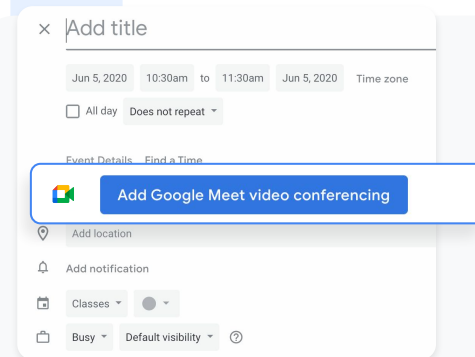 Add title
Jun 5, 2020 10:30am to 11:30am Jun 5, 2020 Time zone
All day Does not repeat
Event Details Find a Time
Add Google Meet video conferencing
Add location
Add notification
Classes
Busy Default visibility ?